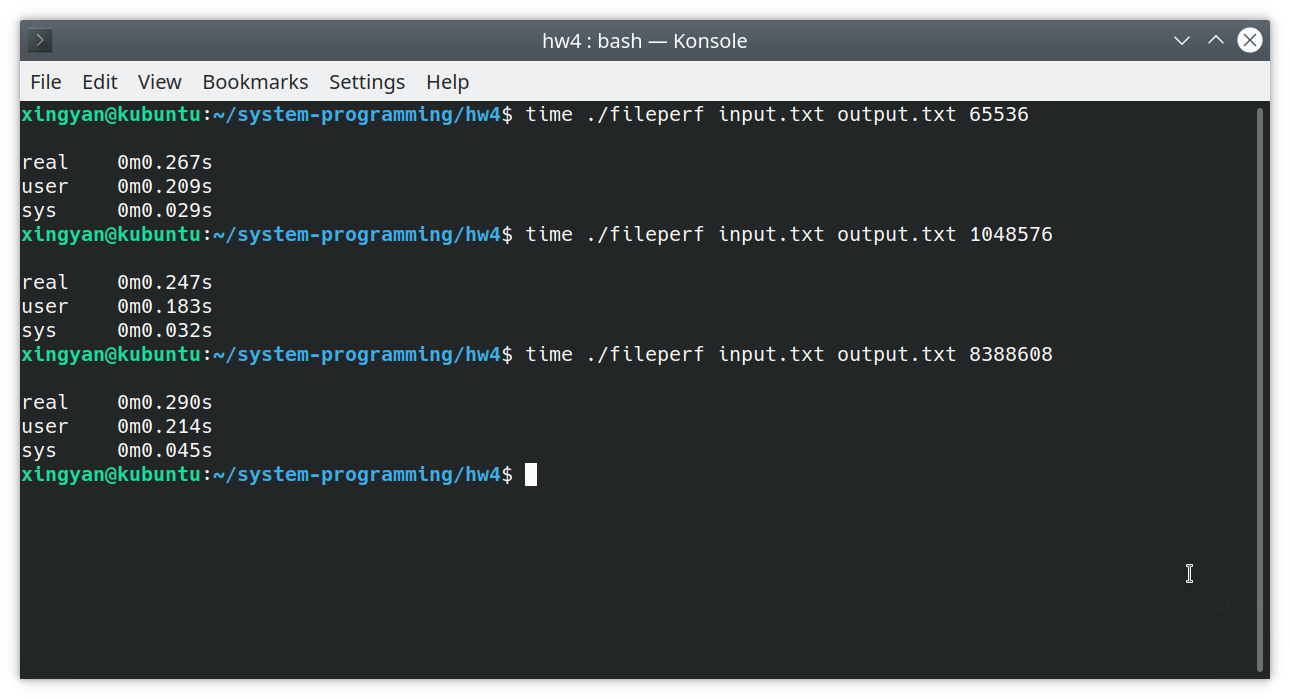 hw4 : bash — Konsole
File Edit View Bookmarks Settings Help
xingyan@kubuntu:~/system-programming/hw4$ time ./fileperf input.txt output.txt 65536
real 0m0.267s
user 0m0.209s
sys 0m0.029s
xingyan@kubuntu:~/system-programming/hw4$ time ./fileperf input.txt output.txt 1048576
real 0m0.247s
user 0m0.183s
sys 0m0.032s
xingyan@kubuntu:~/system-programming/hw4$ time ./fileperf input.txt output.txt 8388608
real 0m0.290s
user 0m0.214s
sys 0m0.045s
xingyan@kubuntu:~/system-programming/hw4$